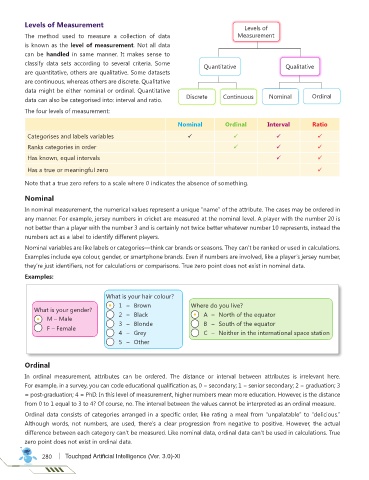 Levels of Measurement
The method used to measure a collection of data
is known as the level of measurement. Not all data
can be handled in same manner. It makes sense to
classify data sets according to several criteria. Some
are quantitative, others are qualitative. Some datasets
are continuous, whereas others are discrete. Qualitative
data might be either nominal or ordinal. Quantitative
data can also be categorised into: interval and ratio.
Levels of
Measurement
Quantitative
Qualitative
Discrete
Continuous
Nominal
Ordinal
The four levels of measurement:
Nominal Ordinal Interval Ratio
Categorises and labels variables ✓ ✓ ✓ ✓
Ranks categories in order ✓ ✓ ✓
Has known, equal intervals ✓ ✓
Has a true or meaningful zero ✓
Note that a true zero refers to a scale where 0 indicates the absence of something.
Nominal
In nominal measurement, the numerical values represent a unique "name" of the attribute. The cases may be ordered in
any manner. For example, jersey numbers in cricket are measured at the nominal level. A player with the number 20 is
not better than a player with the number 3 and is certainly not twice better whatever number 10 represents, instead the
numbers act as a label to identify different players.
Nominal variables are like labels or categories—think car brands or seasons. They can't be ranked or used in calculations.
Examples include eye colour, gender, or smartphone brands. Even if numbers are involved, like a player's jersey number,
they're just identifiers, not for calculations or comparisons. True zero point does not exist in nominal data.
Examples:
What is your gender?
M – Male
F – Female
What is your hair colour?
1 – Brown
2 – Black
3 – Blonde
4 – Grey
5 – Other
Where do you live?
A – North of the equator
B – South of the equator
C – Neither in the international space station
Ordinal
In ordinal measurement, attributes can be ordered. The distance or interval between attributes is irrelevant here.
For example, in a survey, you can code educational qualification as, 0 = secondary; 1 = senior secondary; 2 = graduation; 3
= post-graduation; 4 = PhD. In this level of measurement, higher numbers mean more education. However, is the distance
from 0 to 1 equal to 3 to 4? Of course, no. The interval between the values cannot be interpreted as an ordinal measure.
Ordinal data consists of categories arranged in a specific order, like rating a meal from "unpalatable" to "delicious."
Although words, not numbers, are used, there's a clear progression from negative to positive. However, the actual
difference between each category can't be measured. Like nominal data, ordinal data can't be used in calculations. True
zero point does not exist in ordinal data.
280 Touchpad Artificial Intelligence (Ver. 3.0)-XI